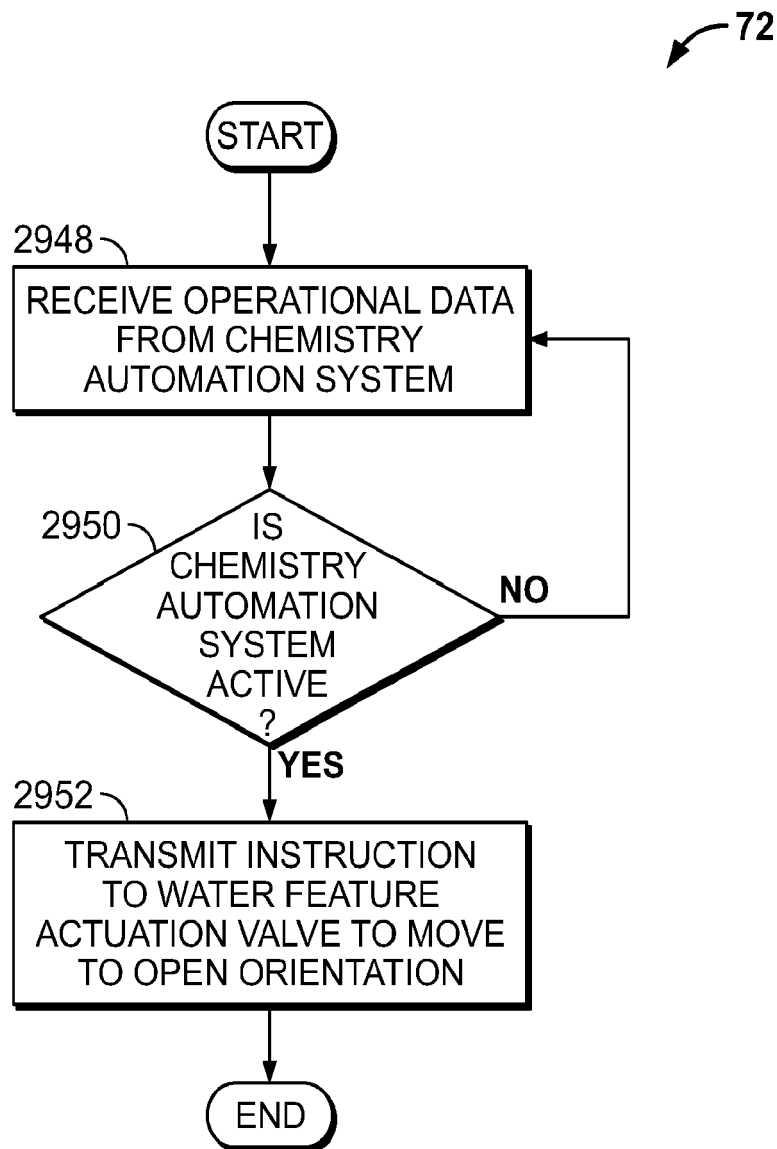 72
START
2948
RECEIVE OPERATIONAL DATA
FROM CHEMISTRY
AUTOMATION SYSTEM
2950
IS
CHEMISTRY
AUTOMATION
SYSTEM
ACTIVE
?
NO
YES
2952
TRANSMIT INSTRUCTION
TO WATER FEATURE
ACTUATION VALVE TO MOVE
TO OPEN ORIENTATION
END